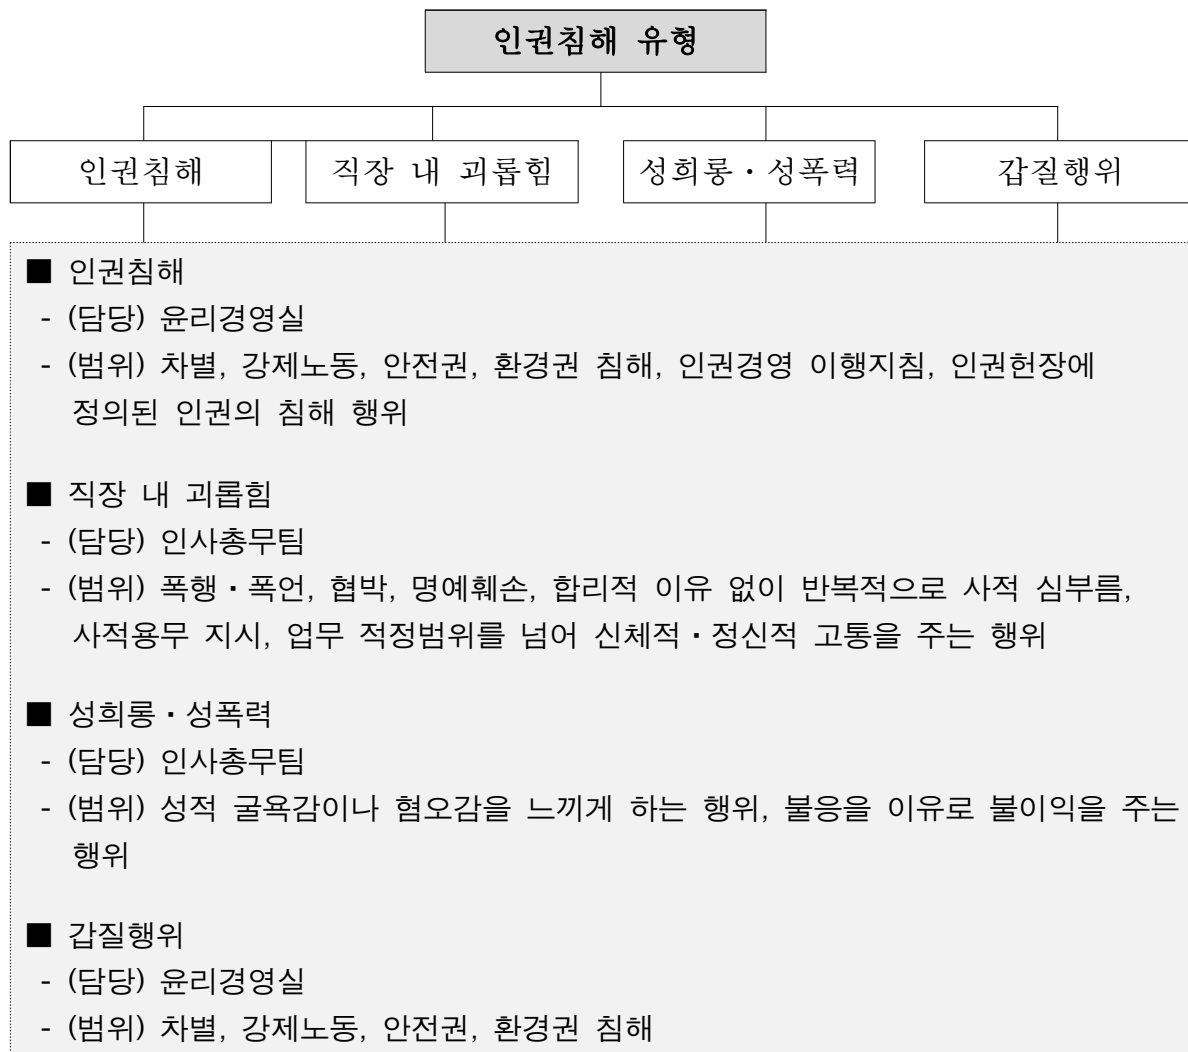 인권침해 유형
인권침해
직장 내 괴롭힘
성희롱·성폭력
갑질행위
■ 인권침해
- (담당) 윤리경영실
- (범위) 차별, 강제노동, 안전권, 환경권 침해, 인권경영 이행지침, 인권헌장에
정의된 인권의 침해 행위
■ 직장 내 괴롭힘
- (담당) 인사총무팀
- (범위) 폭행·폭언, 협박, 명예훼손, 합리적 이유 없이 반복적으로 사적 심부름,
사적용무 지시, 업무 적정범위를 넘어 신체적·정신적 고통을 주는 행위
■ 성희롱·성폭력
- (담당) 인사총무팀
- (범위) 성적 굴욕감이나 혐오감을 느끼게 하는 행위, 불응을 이유로 불이익을 주는
행위
■ 갑질행위
- (담당) 윤리경영실
- (범위) 차별, 강제노동, 안전권, 환경권 침해